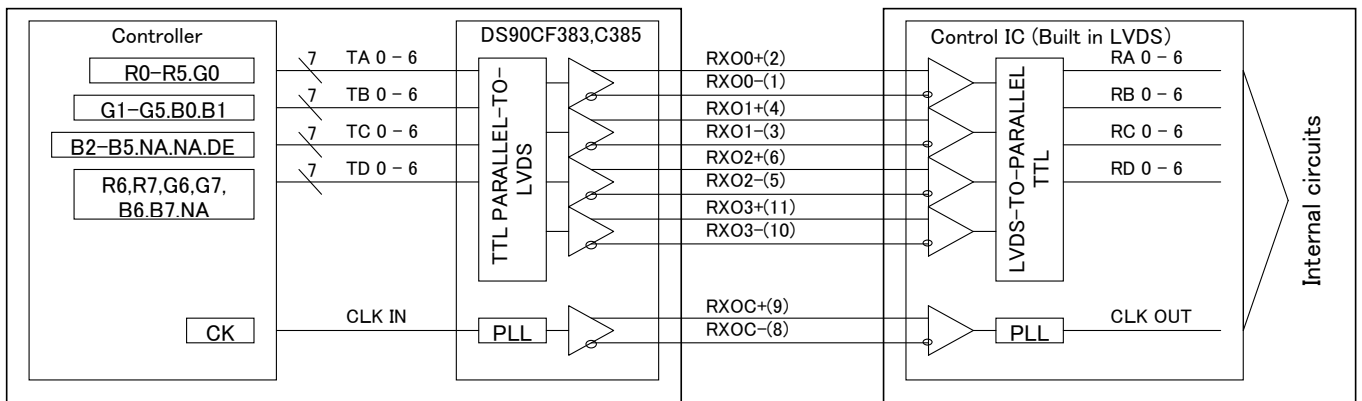 Controller
R0-R5.G0
G1-G5.B0.B1
B2-B5.NA.NA.DE
R6,R7,G6,G7,
B6.B7.NA
CK
7
TA 0 - 6
7
TB 0 - 6
7
TC 0 - 6
7
TD 0 - 6
CLK IN
DS90CF383,C385
TTL PARALLEL-TO-
LVDS
PLL
RXO0+(2)
RXO0-(1)
RXO1+(4)
RXO1-(3)
RXO2+(6)
RXO2-(5)
RXO3+(11)
RXO3-(10)
RXOC+(9)
RXOC-(8)
Control IC (Built in LVDS)
LVDS-TO-PARALLEL
TTL
PLL
RA 0 - 6
RB 0 - 6
RC 0 - 6
RD 0 - 6
CLK OUT
Internal circuits